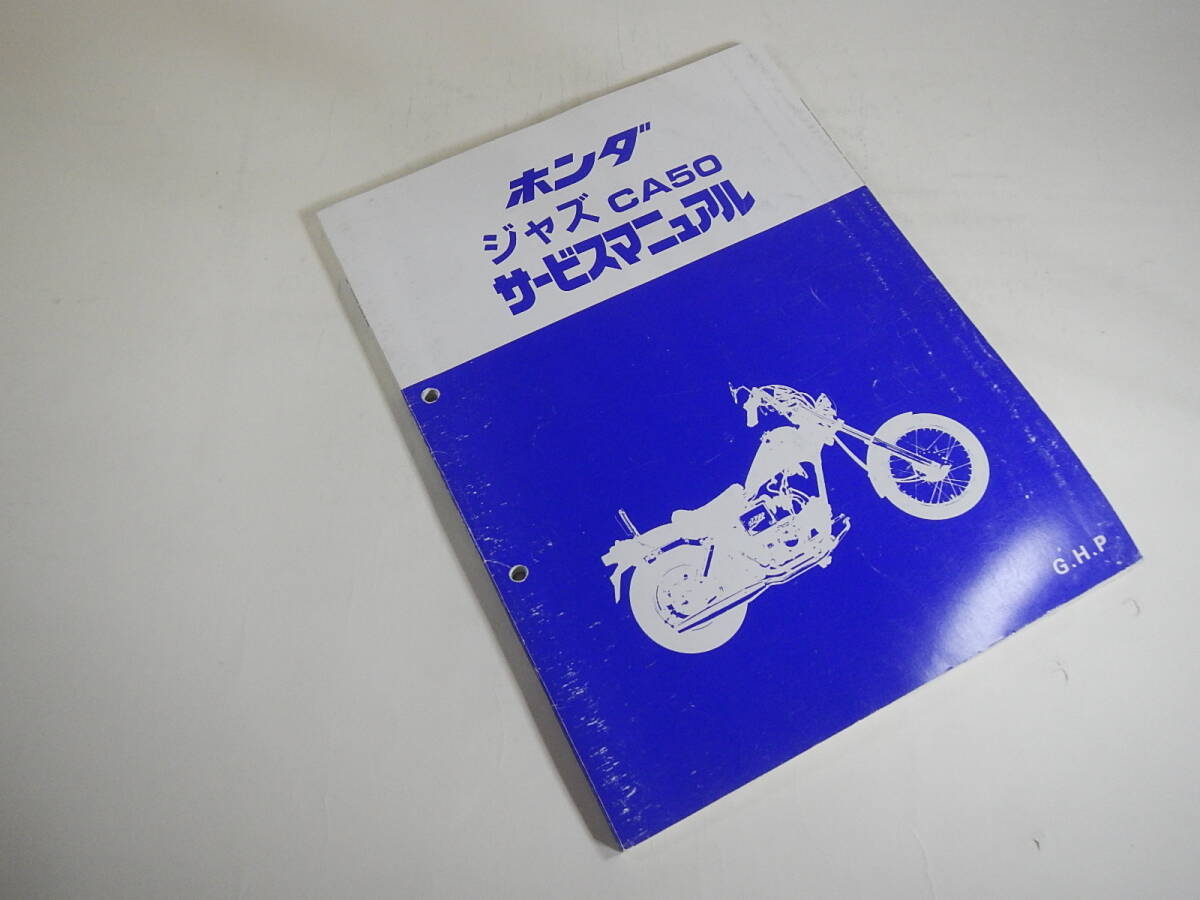 ホンダ
ジャズ CA50
サービスマニュアル
G.H.P